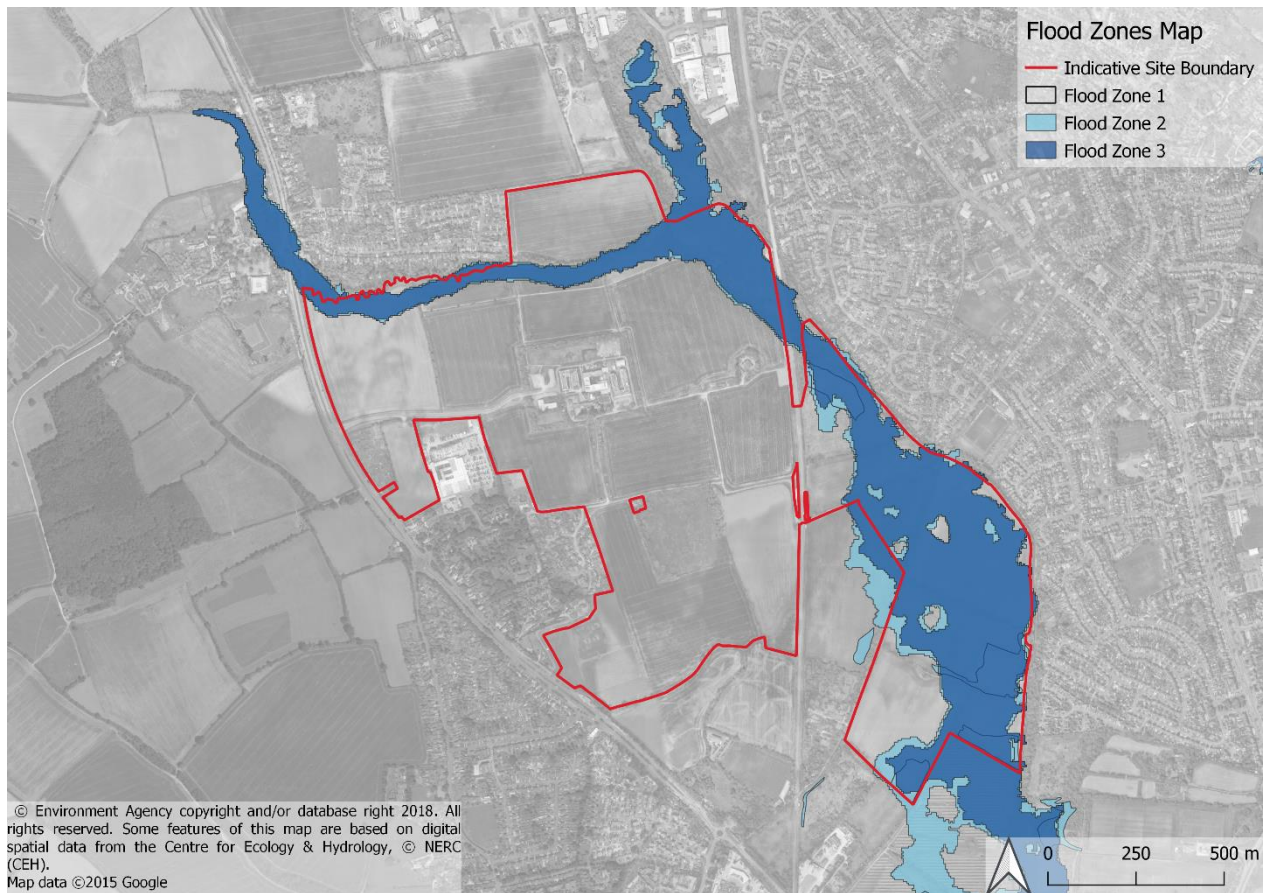 Flood Zones Map
Indicative Site Boundary
Flood Zone 1
Flood Zone 2
Flood Zone 3
© Environment Agency copyright and/or database right 2018. All
rights reserved. Some features of this map are based on digital
spatial data from the Centre for Ecology & Hydrology, © NERC
(CEH).
Map data ©2015 Google
0 250 500 m